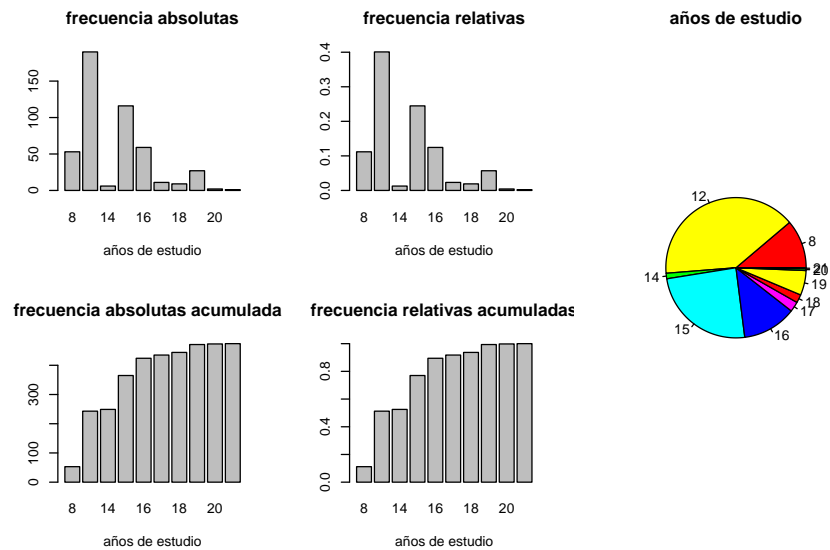 frecuencia absolutas
0 50 100 150
8 14 16 18 20
años de estudio
frecuencia relativas
0.0 0.1 0.2 0.3 0.4
8 14 16 18 20
años de estudio
años de estudio
8
12
14
15
16
17
18
19
20
21
frecuencia absolutas acumulada
0 100 300
8 14 16 18 20
años de estudio
frecuencia relativas acumuladas
0.0 0.4 0.8
8 14 16 18 20
años de estudio